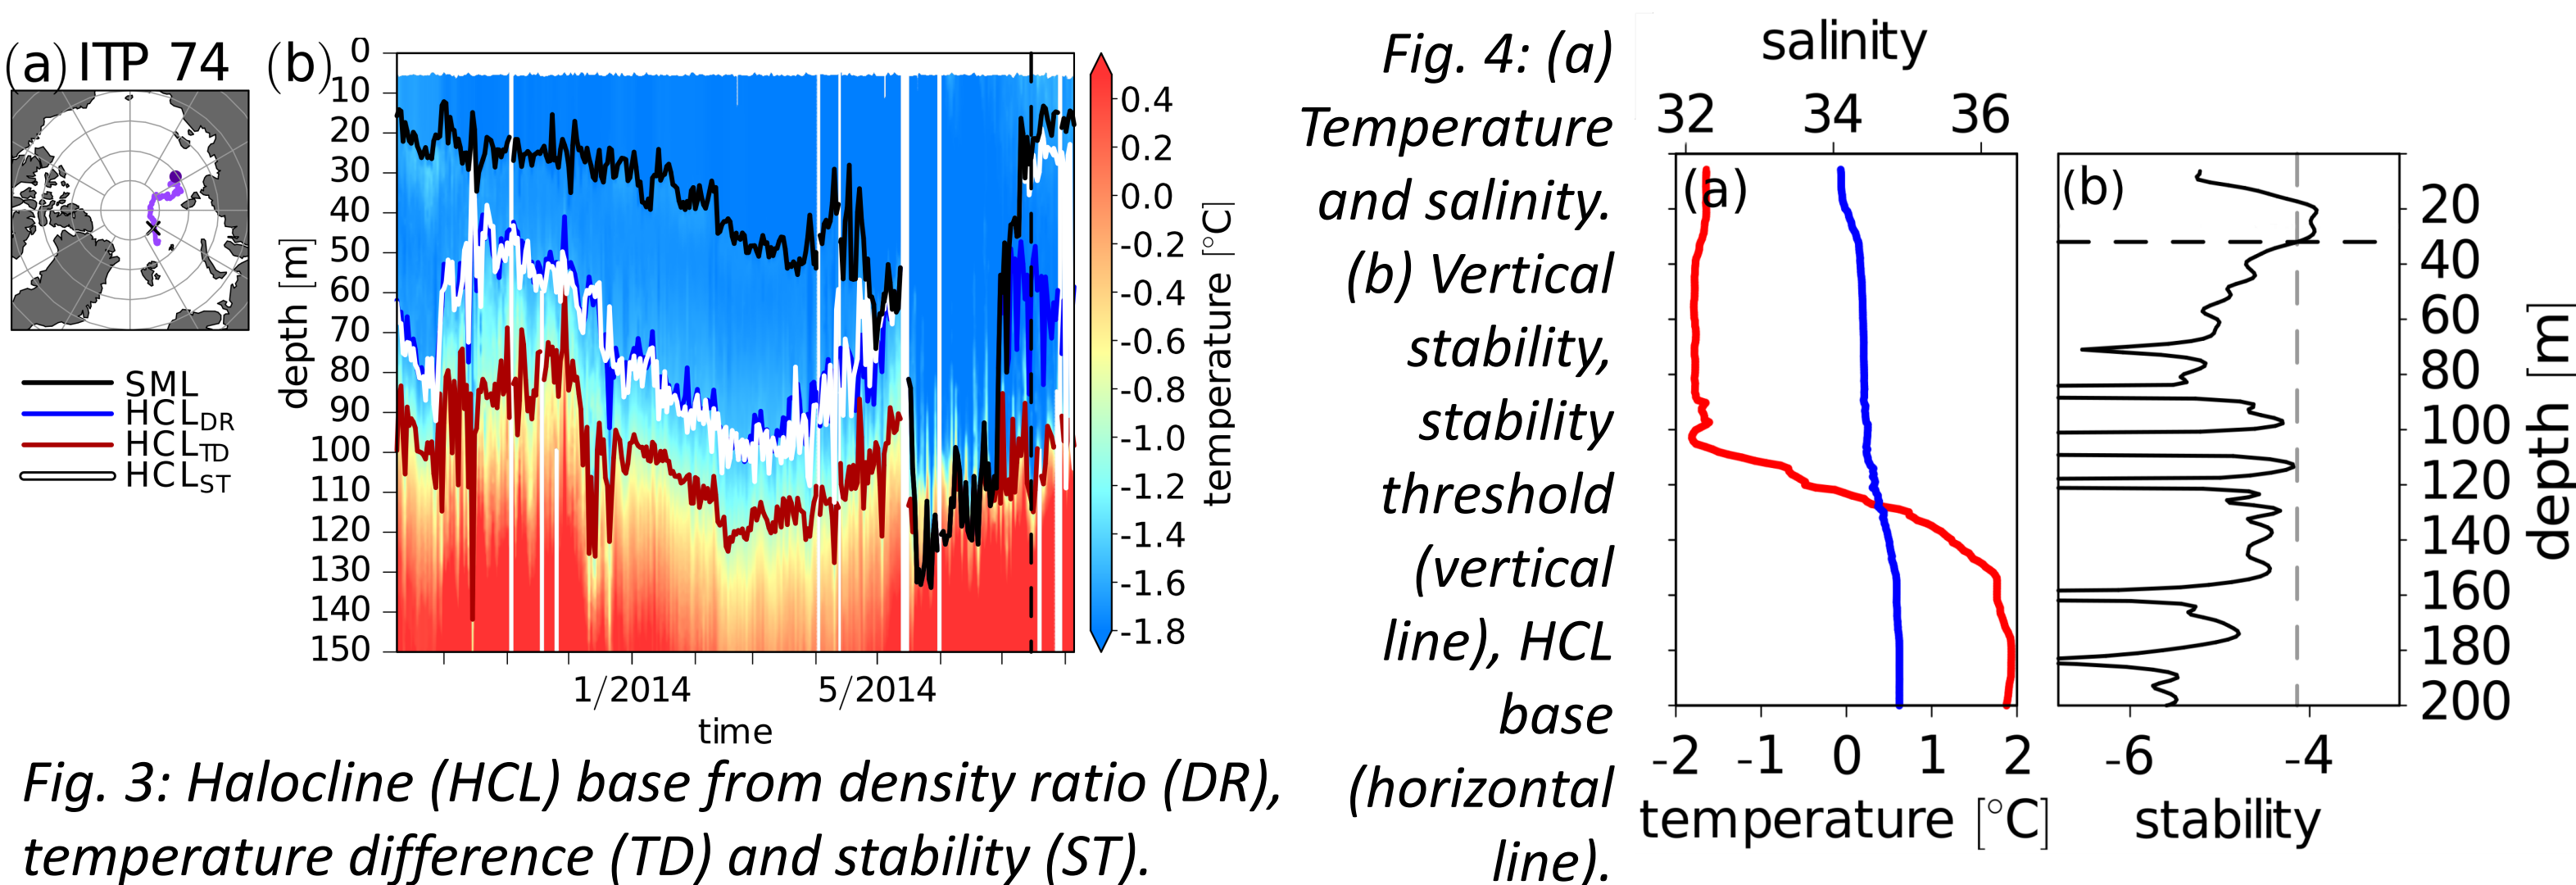 (a) ITP 74
SML
HCL_DR
HCL_TD
HCL_ST
(b)
0
10
20
30
40
50
60
70
80
90
100
110
120
130
140
150
depth [m]
1/2014
5/2014
time
0.4
0.2
0.0
-0.2
-0.4
-0.6
-0.8
-1.0
-1.2
-1.4
-1.6
-1.8
temperature [°C]
Fig. 3: Halocline (HCL) base from density ratio (DR),
temperature difference (TD) and stability (ST).
Fig. 4: (a)
Temperature
and salinity.
(b) Vertical
stability,
stability
threshold
(vertical
line), HCL
base
(horizontal
line).
salinity
32 34 36
(a)
-2 -1 0 1 2
temperature [°C]
(b)
20
40
60
80
100
120
140
160
180
200
depth [m]
-6 -4
stability